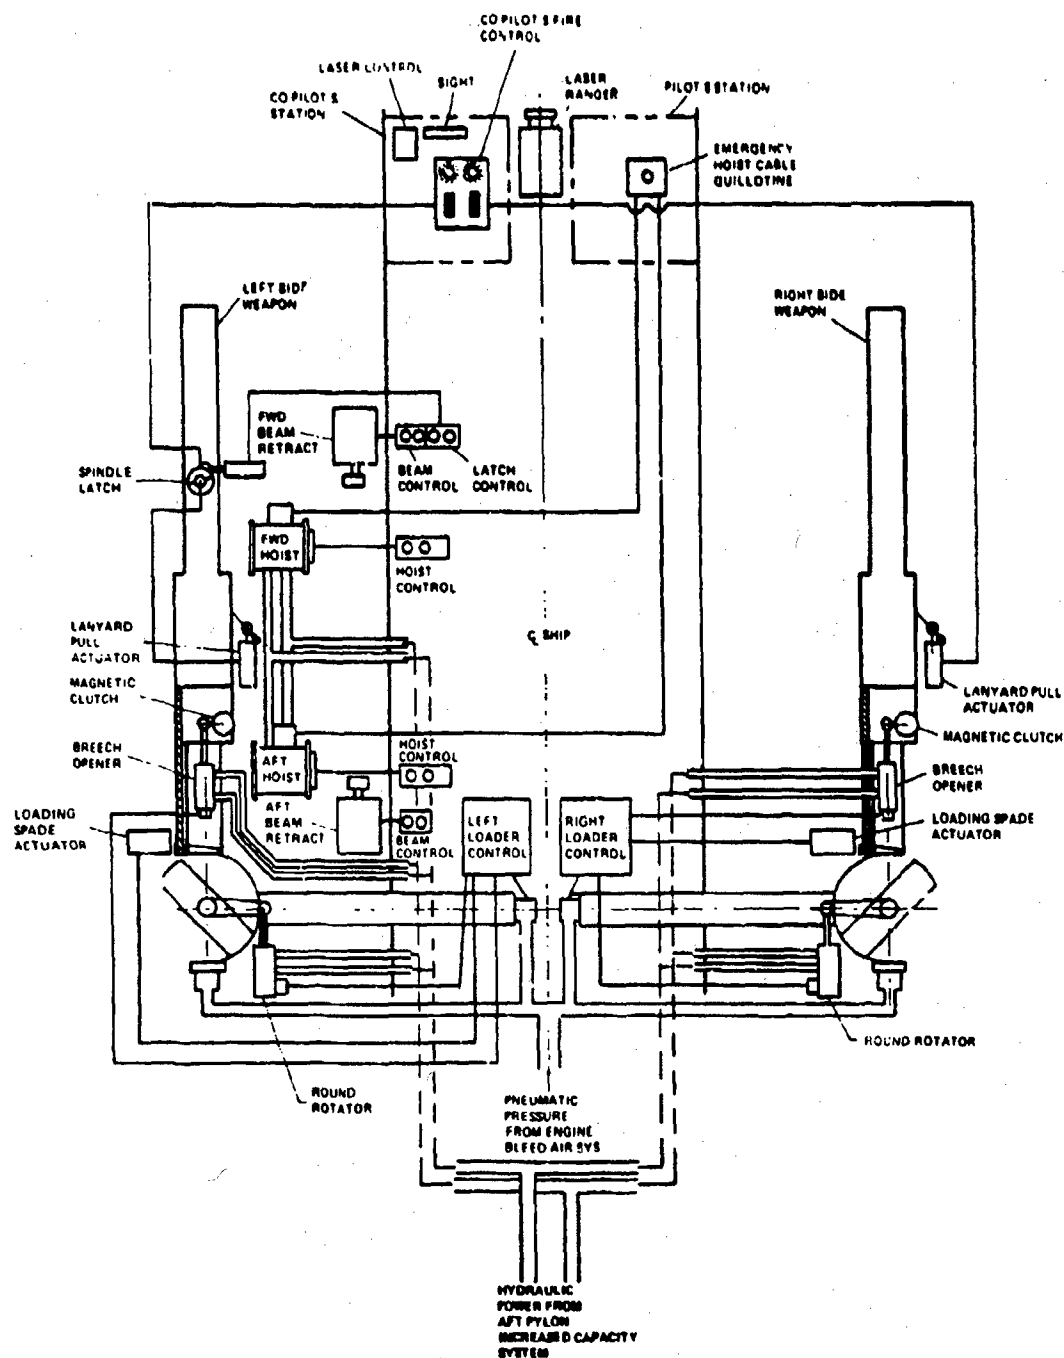 CO PILOT S FIRE
CONTROL
LASER CONTROL
SIGHT
CO PILOT S
STATION
LASER
RANGER
PILOT S STATION
EMERGENCY
HOIST CABLE
GUILLOTINE
LEFT SIDE
WEAPON
RIGHT SIDE
WEAPON
FWD
BEAM
RETRACT
BEAM
CONTROL
LATCH
CONTROL
SPINDLE
LATCH
FWD
HOIST
HOIST
CONTROL
LANYARD
PULL
ACTUATOR
℄ SHIP
MAGNETIC
CLUTCH
LANYARD PULL
ACTUATOR
MAGNETIC CLUTCH
BREECH
OPENER
AFT
HOIST
HOIST
CONTROL
BREECH
OPENER
LOADING
SPADE
ACTUATOR
AFT
BEAM
RETRACT
BEAM
CONTROL
LEFT
LOADER
CONTROL
RIGHT
LOADER
CONTROL
LOADING SPADE
ACTUATOR
ROUND ROTATOR
ROUND
ROTATOR
PNEUMATIC
PRESSURE
FROM ENGINE
BLEED AIR SYS
HYDRAULIC
POWER FROM
AFT PYLON
INCREASED CAPACITY
SYSTEM